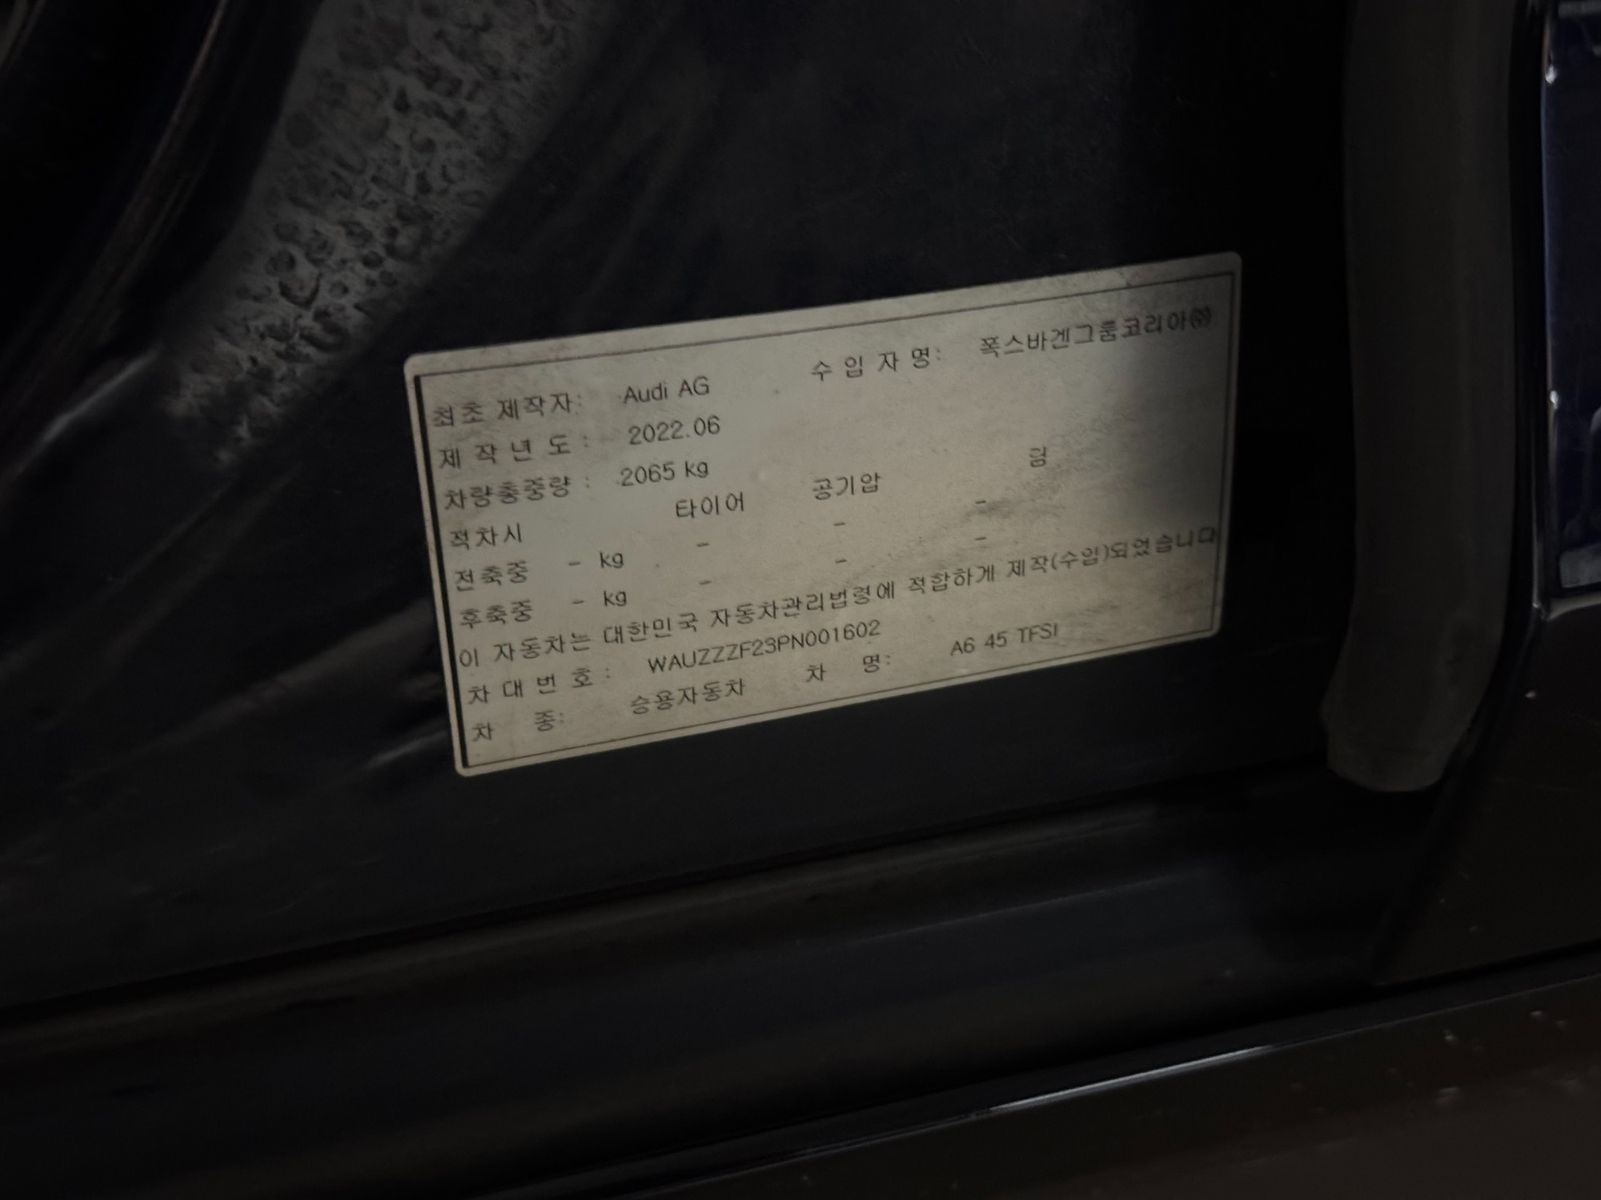 최초 제작자: Audi AG 수 입 자 명: 폭스바겐그룹코리아㈜
제 작 년 도 : 2022.06
차량총중량 : 2065 kg
적차시 타이어 공기압 림
전축중 - kg - - -
후축중 - kg - - -
이 자동차는 대한민국 자동차관리법령에 적합하게 제작(수입)되었습니다
차 대 번 호 : WAUZZZF23PN001602
차 종: 승용자동차 차 명: A6 45 TFSI